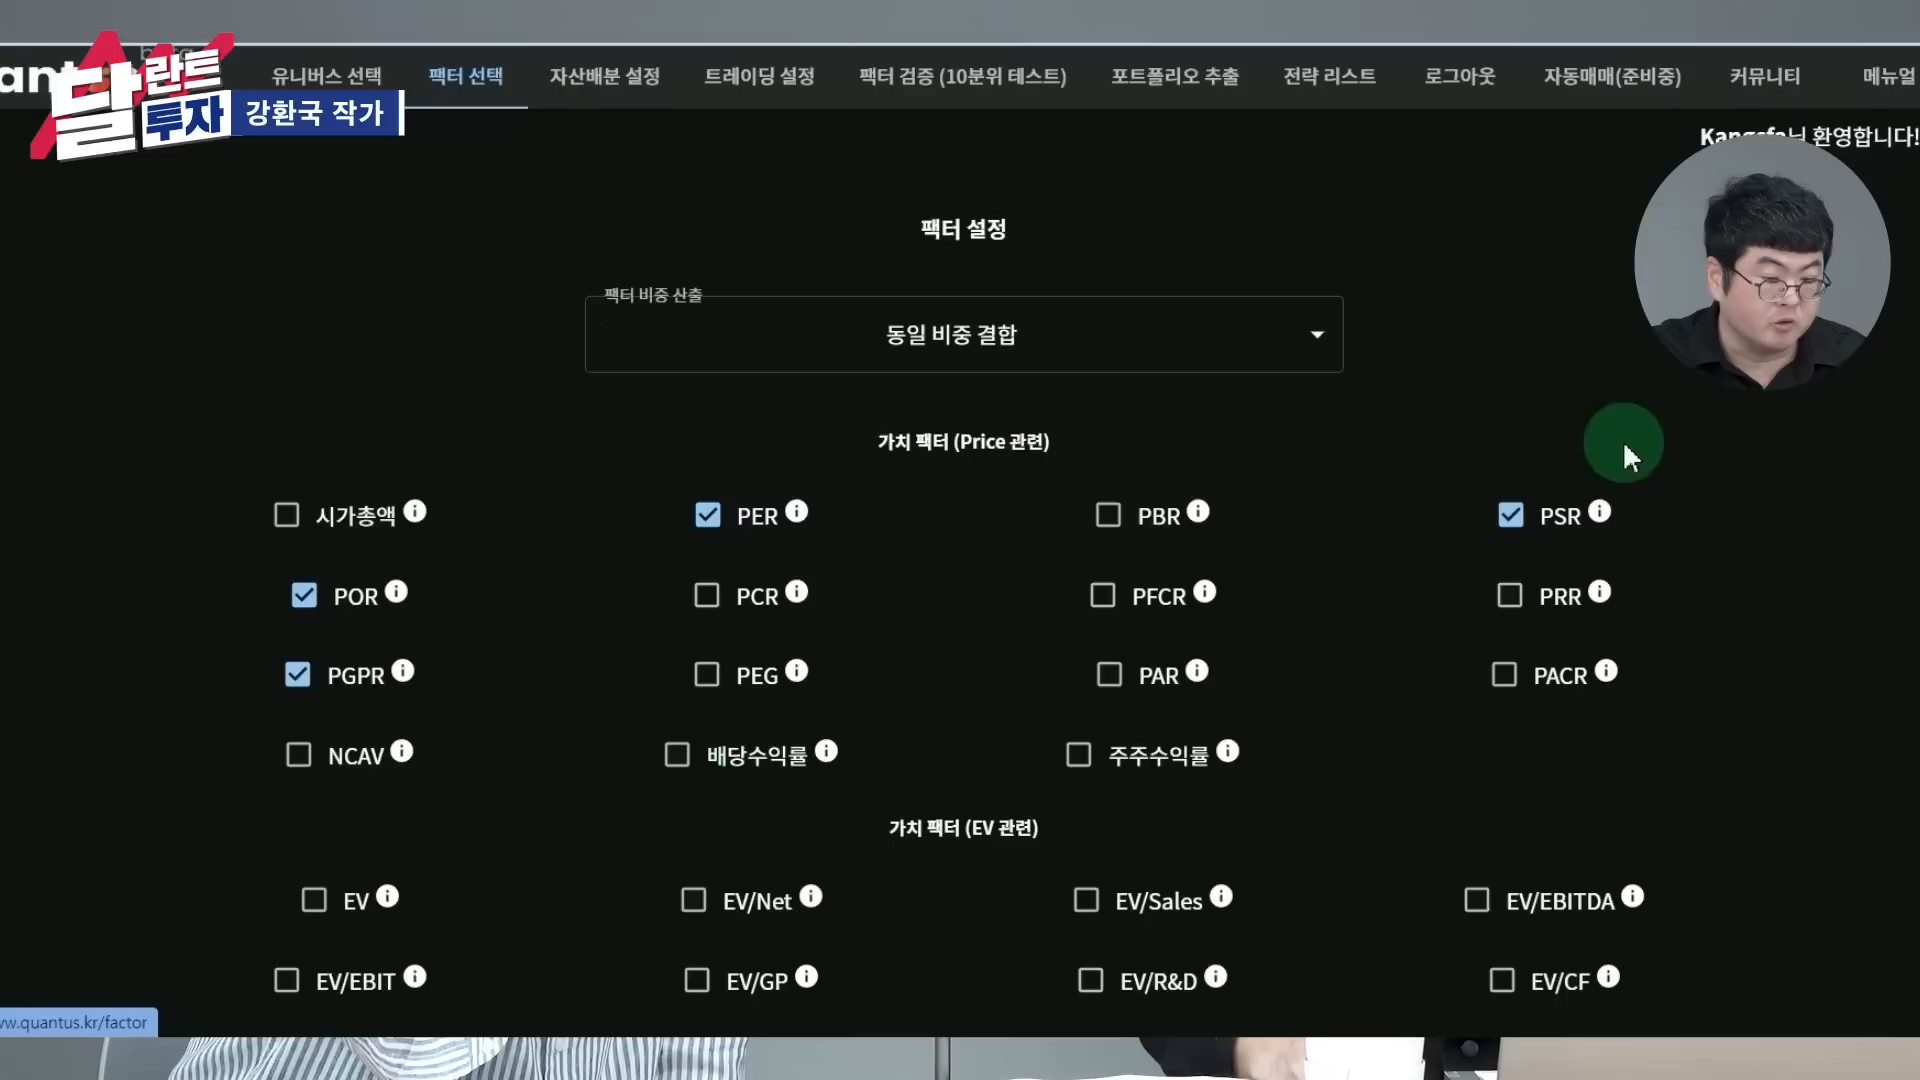 달란트
투자
강환국 작가
유니버스 선택
팩터 선택
자산배분 설정
트레이딩 설정
팩터 검증 (10분위 테스트)
포트폴리오 추출
전략 리스트
로그아웃
자동매매(준비중)
커뮤니티
메뉴얼
님 환영합니다!
팩터 설정
팩터 비중 산출
동일 비중 결합
가치 팩터 (Price 관련)
시가총액
PER
PBR
PSR
POR
PCR
PFCR
PRR
PGPR
PEG
PAR
PACR
NCAV
배당수익률
주주수익률
가치 팩터 (EV 관련)
EV
EV/Net
EV/Sales
EV/EBITDA
EV/EBIT
EV/GP
EV/R&D
EV/CF
w.quantus.kr/factor